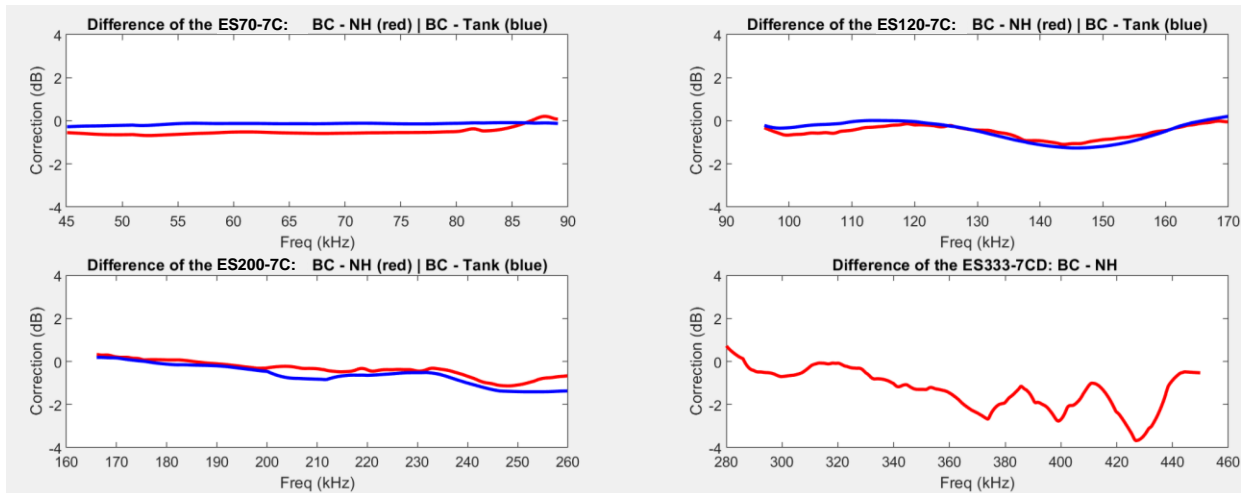 Difference of the ES70-7C: BC - NH (red) | BC - Tank (blue)
4
2
0
-2
-4
Correction (dB)
45 50 55 60 65 70 75 80 85 90
Freq (kHz)
Difference of the ES120-7C: BC - NH (red) | BC - Tank (blue)
4
2
0
-2
-4
Correction (dB)
90 100 110 120 130 140 150 160 170
Freq (kHz)
Difference of the ES200-7C: BC - NH (red) | BC - Tank (blue)
4
2
0
-2
-4
Correction (dB)
160 170 180 190 200 210 220 230 240 250 260
Freq (kHz)
Difference of the ES333-7CD: BC - NH
4
2
0
-2
-4
Correction (dB)
280 300 320 340 360 380 400 420 440 460
Freq (kHz)